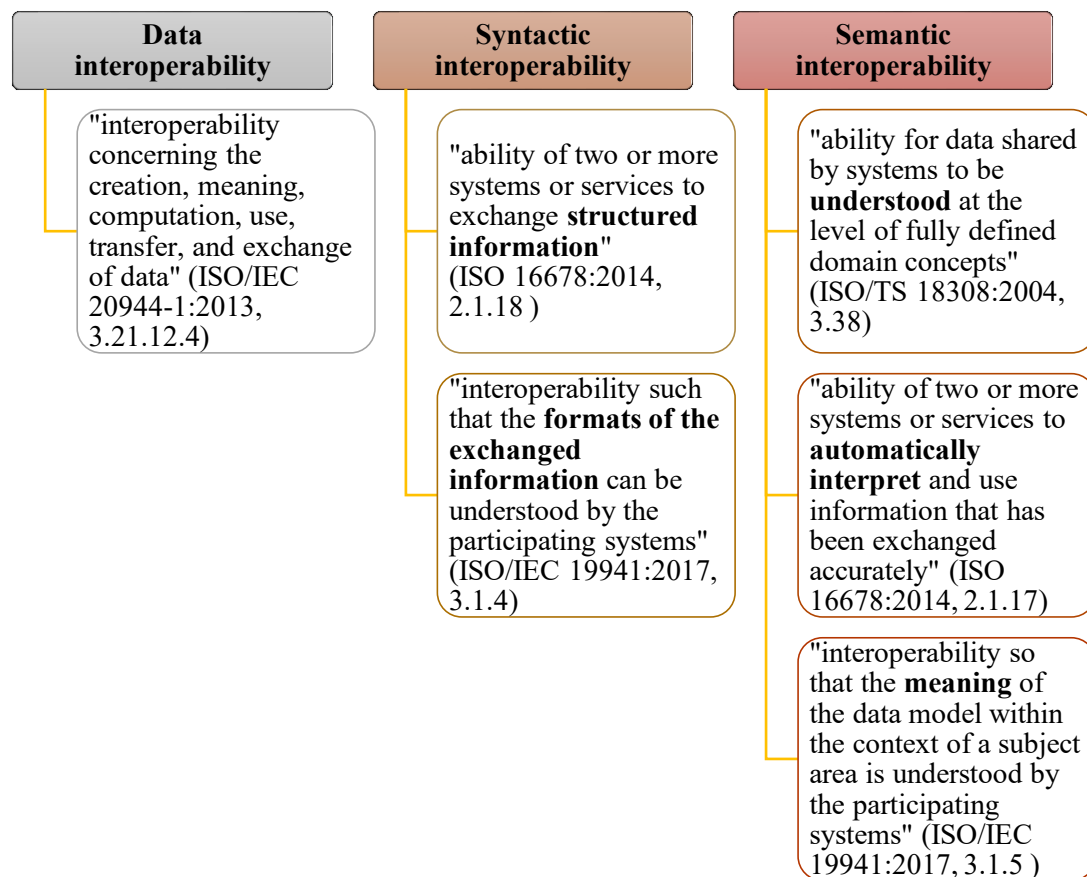 Data
interoperability
"interoperability
concerning the
creation, meaning,
computation, use,
transfer, and exchange
of data" (ISO/IEC
20944-1:2013,
3.21.12.4)
Syntactic
interoperability
"ability of two or more
systems or services to
exchange structured
information"
(ISO 16678:2014,
2.1.18 )
"interoperability such
that the formats of the
exchanged
information can be
understood by the
participating systems"
(ISO/IEC 19941:2017,
3.1.4)
Semantic
interoperability
"ability for data shared
by systems to be
understood at the
level of fully defined
domain concepts"
(ISO/TS 18308:2004,
3.38)
"ability of two or more
systems or services to
automatically
interpret and use
information that has
been exchanged
accurately" (ISO
16678:2014, 2.1.17)
"interoperability so
that the meaning of
the data model within
the context of a subject
area is understood by
the participating
systems" (ISO/IEC
19941:2017, 3.1.5 )